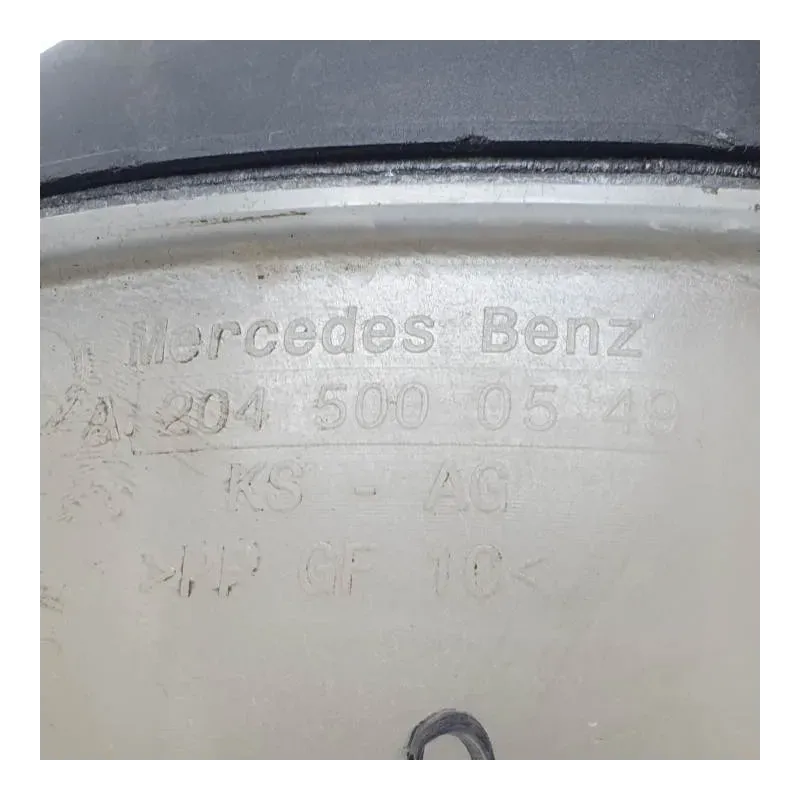 Mercedes Benz
A 204 500 05 49
KS - AG
>PP GF 10<